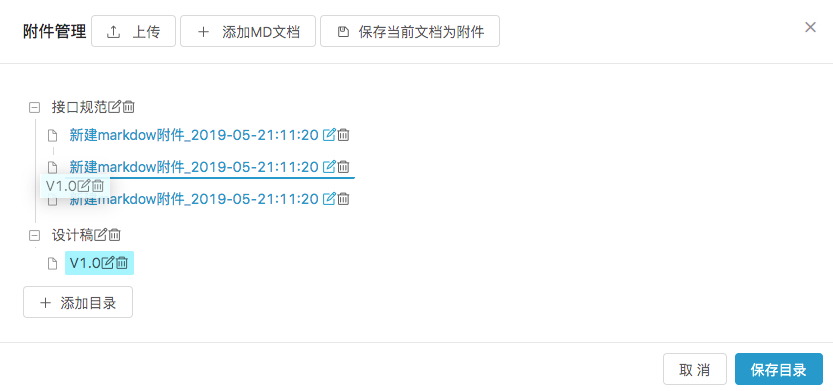 附件管理 上传 添加MD文档 保存当前文档为附件
接口规范
新建markdow附件_2019-05-21:11:20
新建markdow附件_2019-05-21:11:20
V1.0
新建markdow附件_2019-05-21:11:20
设计稿
V1.0
添加目录
取 消 保存目录